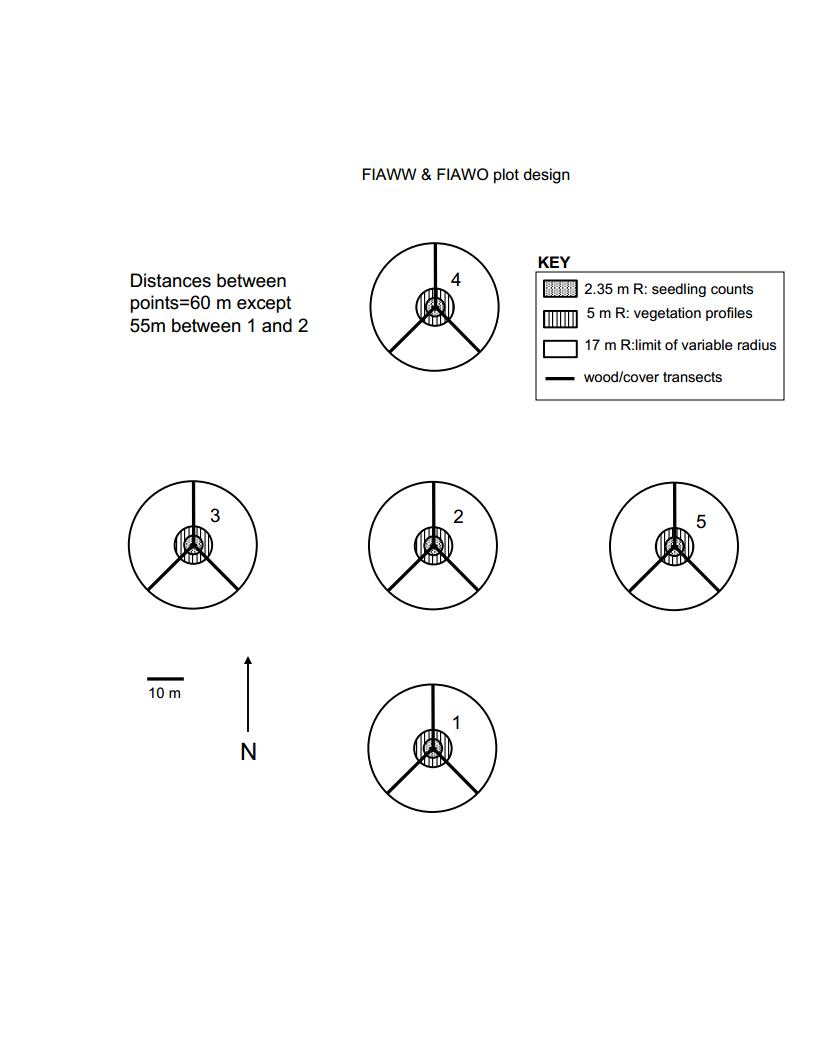 FIAWW & FIAWO plot design
Distances between
points=60 m except
55m between 1 and 2
4
KEY
2.35 m R: seedling counts
5 m R: vegetation profiles
17 m R:limit of variable radius
wood/cover transects
3
2
5
10 m
N
1